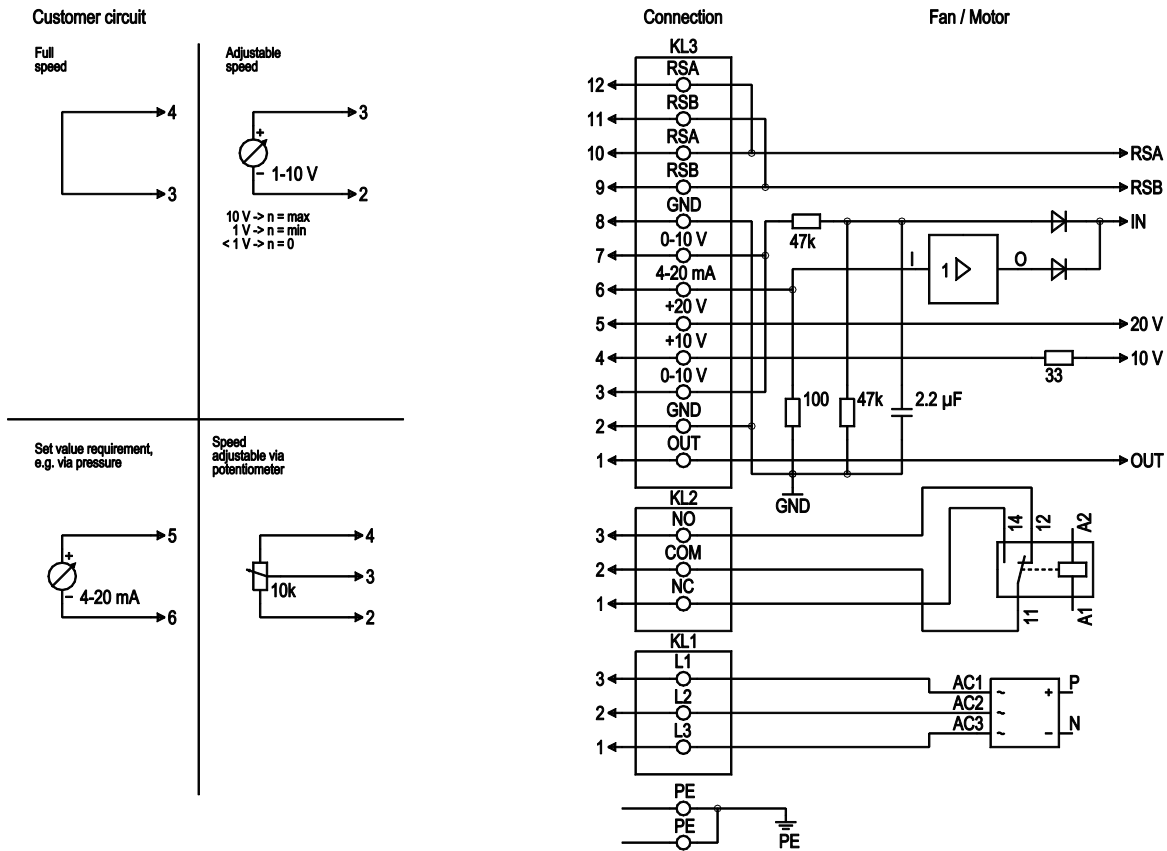 Customer circuit
Connection
Fan / Motor
Full
speed
4
3
Adjustable
speed
3
+
1-10 V
−
2
10 V -> n = max
1 V -> n = min
< 1 V -> n = 0
Set value requirement,
e.g. via pressure
5
+
4-20 mA
−
6
Speed
adjustable via
potentiometer
4
3
10k
2
KL3
12 RSA
11 RSB
10 RSA RSA
9 RSB RSB
8 GND IN
47k
7 0-10 V
I 1 O
6 4-20 mA
5 +20 V 20 V
4 +10 V 10 V
33
3 0-10 V
100 47k 2.2 µF
2 GND
1 OUT OUT
GND
KL2
3 NO
2 COM
1 NC
14 12 A2
11 A1
KL1
3 L1
2 L2
1 L3
AC1 ~ + P
AC2 ~
AC3 ~ − N
PE
PE
PE